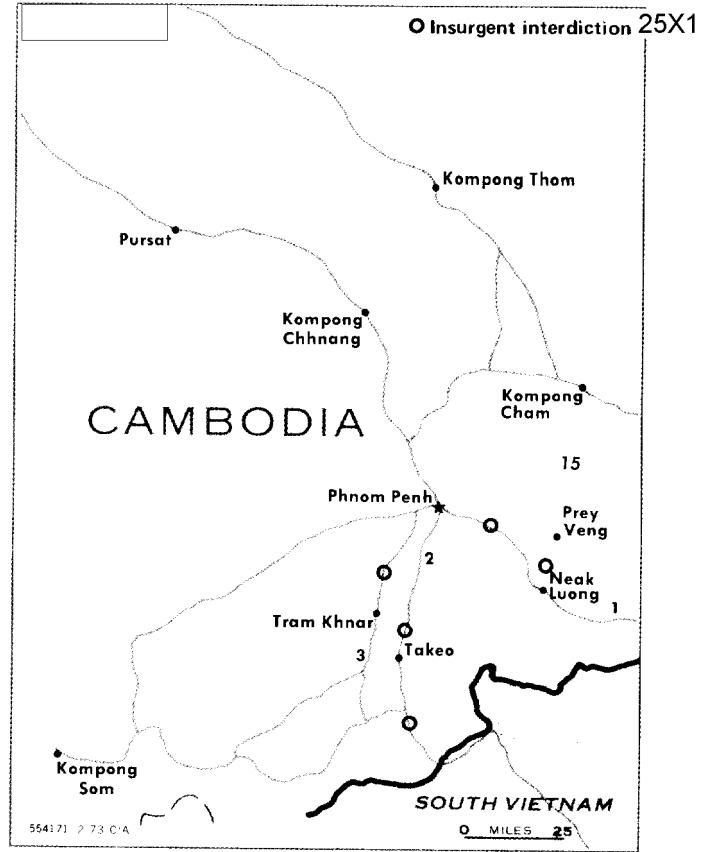 Insurgent interdiction 25X1
Kompong Thom
Pursat
Kompong
Chhnang
Kompong
Cham
CAMBODIA
15
Phnom Penh
Prey
Veng
2
Neak
Luong
1
Tram Khnar
3
Takeo
Kompong
Som
SOUTH VIETNAM
554171 2 73 CIA
0 MILES 25